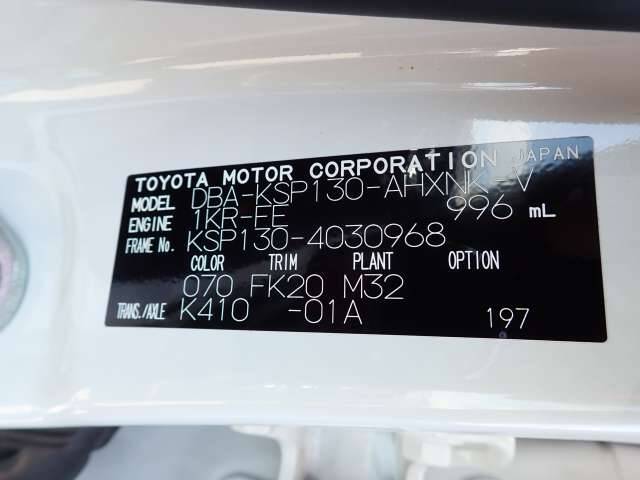 TOYOTA MOTOR CORPORATION JAPAN
MODEL DBA-KSP130-AHXNK-V
ENGINE 1KR-FE 996 mL
FRAME No. KSP130-4030968
COLOR TRIM PLANT OPTION
070 FK20 M32
TRANS./AXLE K410 -01A 197